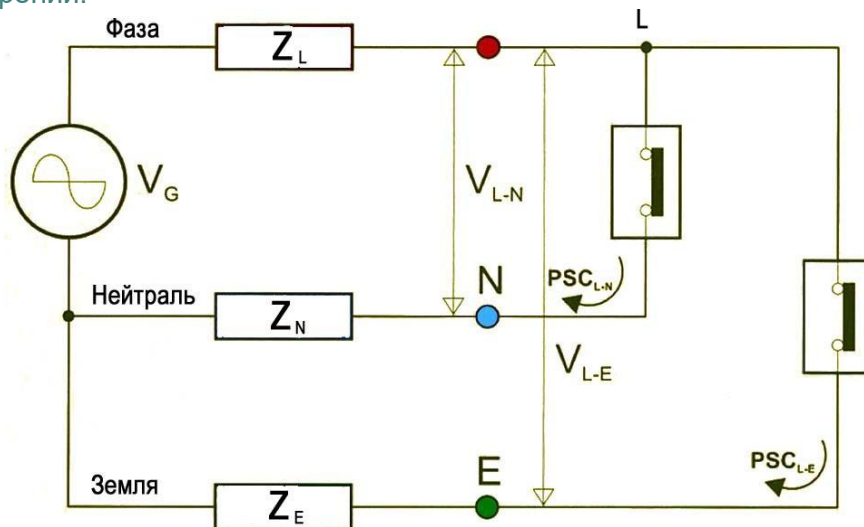 Фаза
Z L
L
V G
V L-N
PSC L-N
Нейтраль
N
Z N
V L-E
PSC L-E
Земля
Z E
E